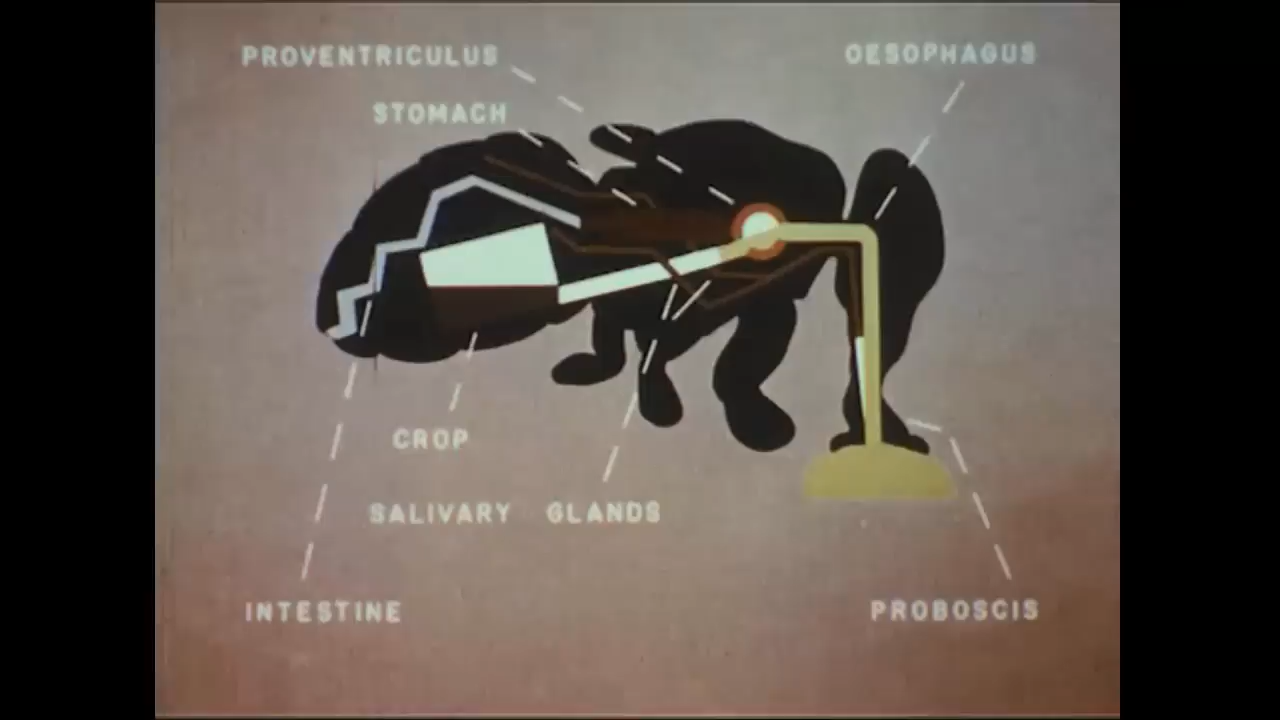 PROVENTRICULUS
OESOPHAGUS
STOMACH
CROP
SALIVARY GLANDS
INTESTINE
PROBOSCIS